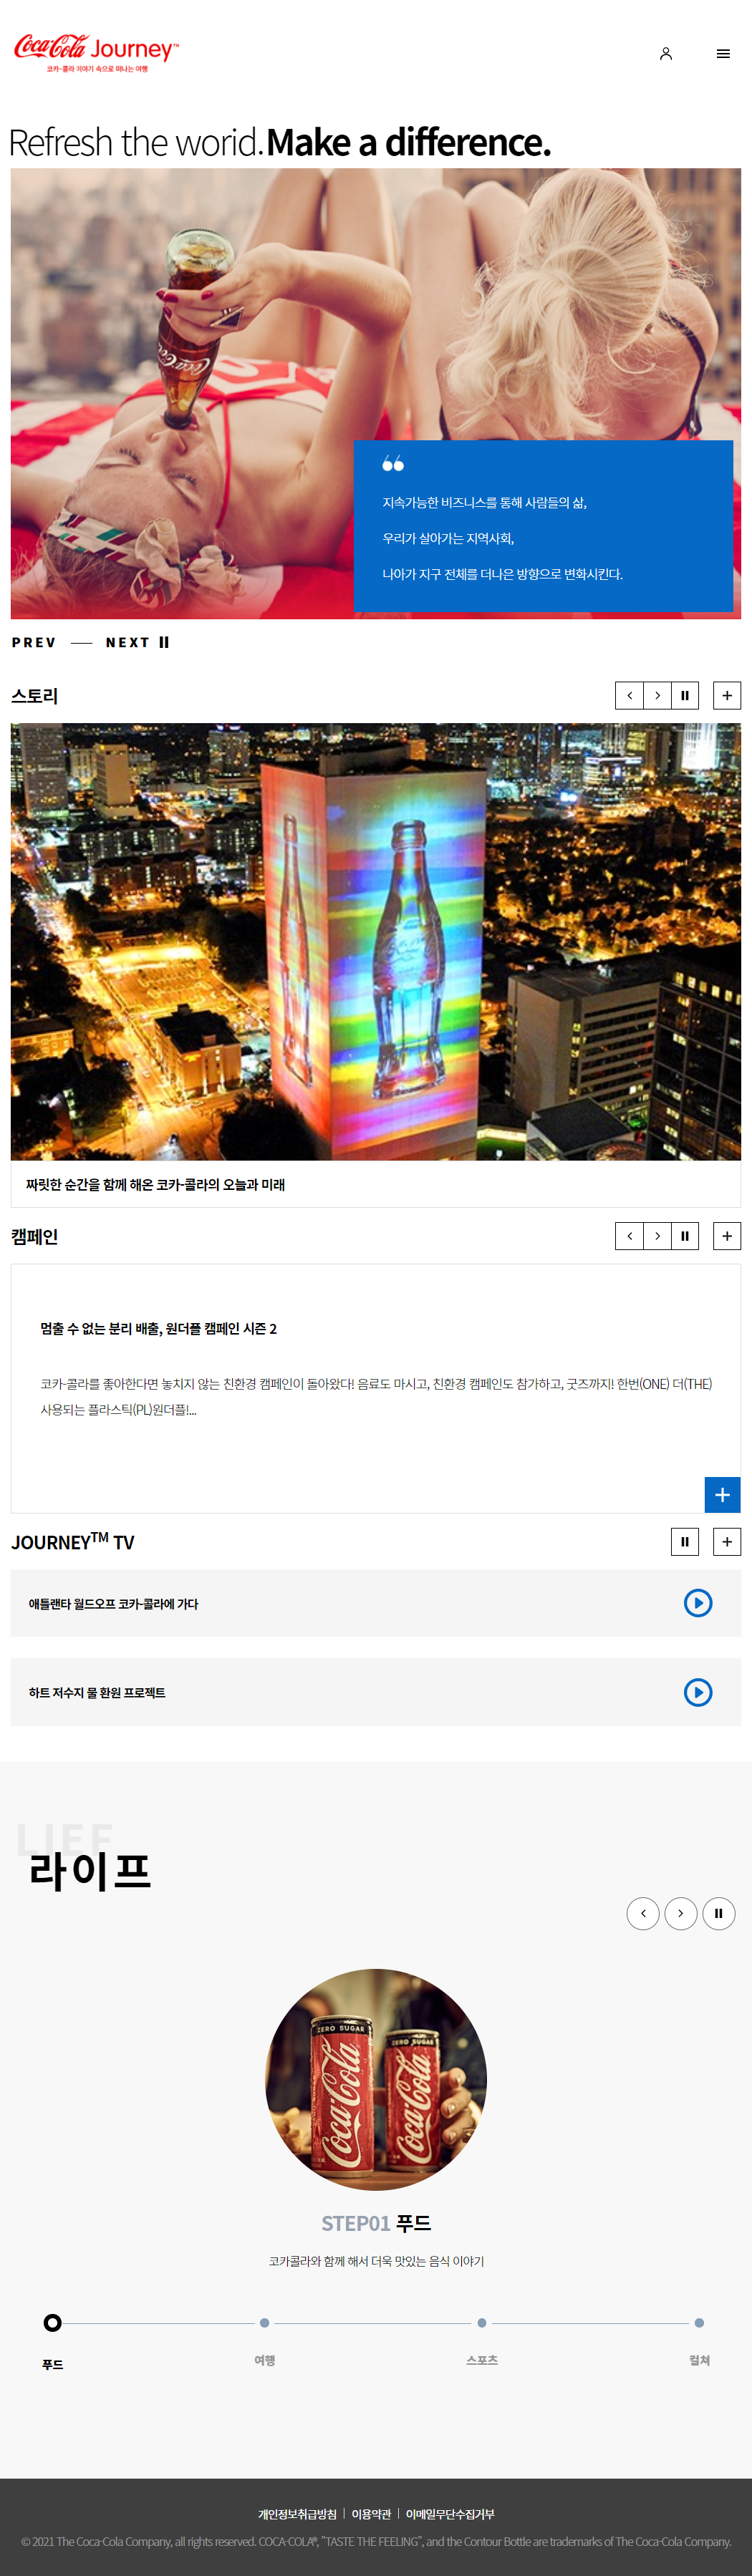 Coca-Cola Journey™
코카-콜라 이야기 속으로 떠나는 여행
Refresh the world. Make a difference.
Coca-Cola
지속가능한 비즈니스를 통해 사람들의 삶,
우리가 살아가는 지역사회,
나아가 지구 전체를 더나은 방향으로 변화시킨다.
PREV NEXT
스토리
짜릿한 순간을 함께 해온 코카-콜라의 오늘과 미래
캠페인
멈출 수 없는 분리 배출, 원더플 캠페인 시즌 2
코카-콜라를 좋아한다면 놓치지 않는 친환경 캠페인이 돌아왔다! 음료도 마시고, 친환경 캠페인도 참가하고, 굿즈까지! 한번(ONE) 더(THE)
사용되는 플라스틱(PL)원더플!...
JOURNEY™ TV
애틀랜타 월드오프 코카-콜라에 가다
하트 저수지 물 환원 프로젝트
LIEF
라이프
ZERO SUGAR ZERO SUGAR
Coca-Cola Coca-Cola
STEP01 푸드
코카콜라와 함께 해서 더욱 맛있는 음식 이야기
푸드 여행 스포츠 컬쳐
개인정보취급방침 이용약관 이메일무단수집거부
© 2021 The Coca-Cola Company, all rights reserved. COCA-COLA®, "TASTE THE FEELING", and the Contour Bottle are trademarks of The Coca-Cola Company.